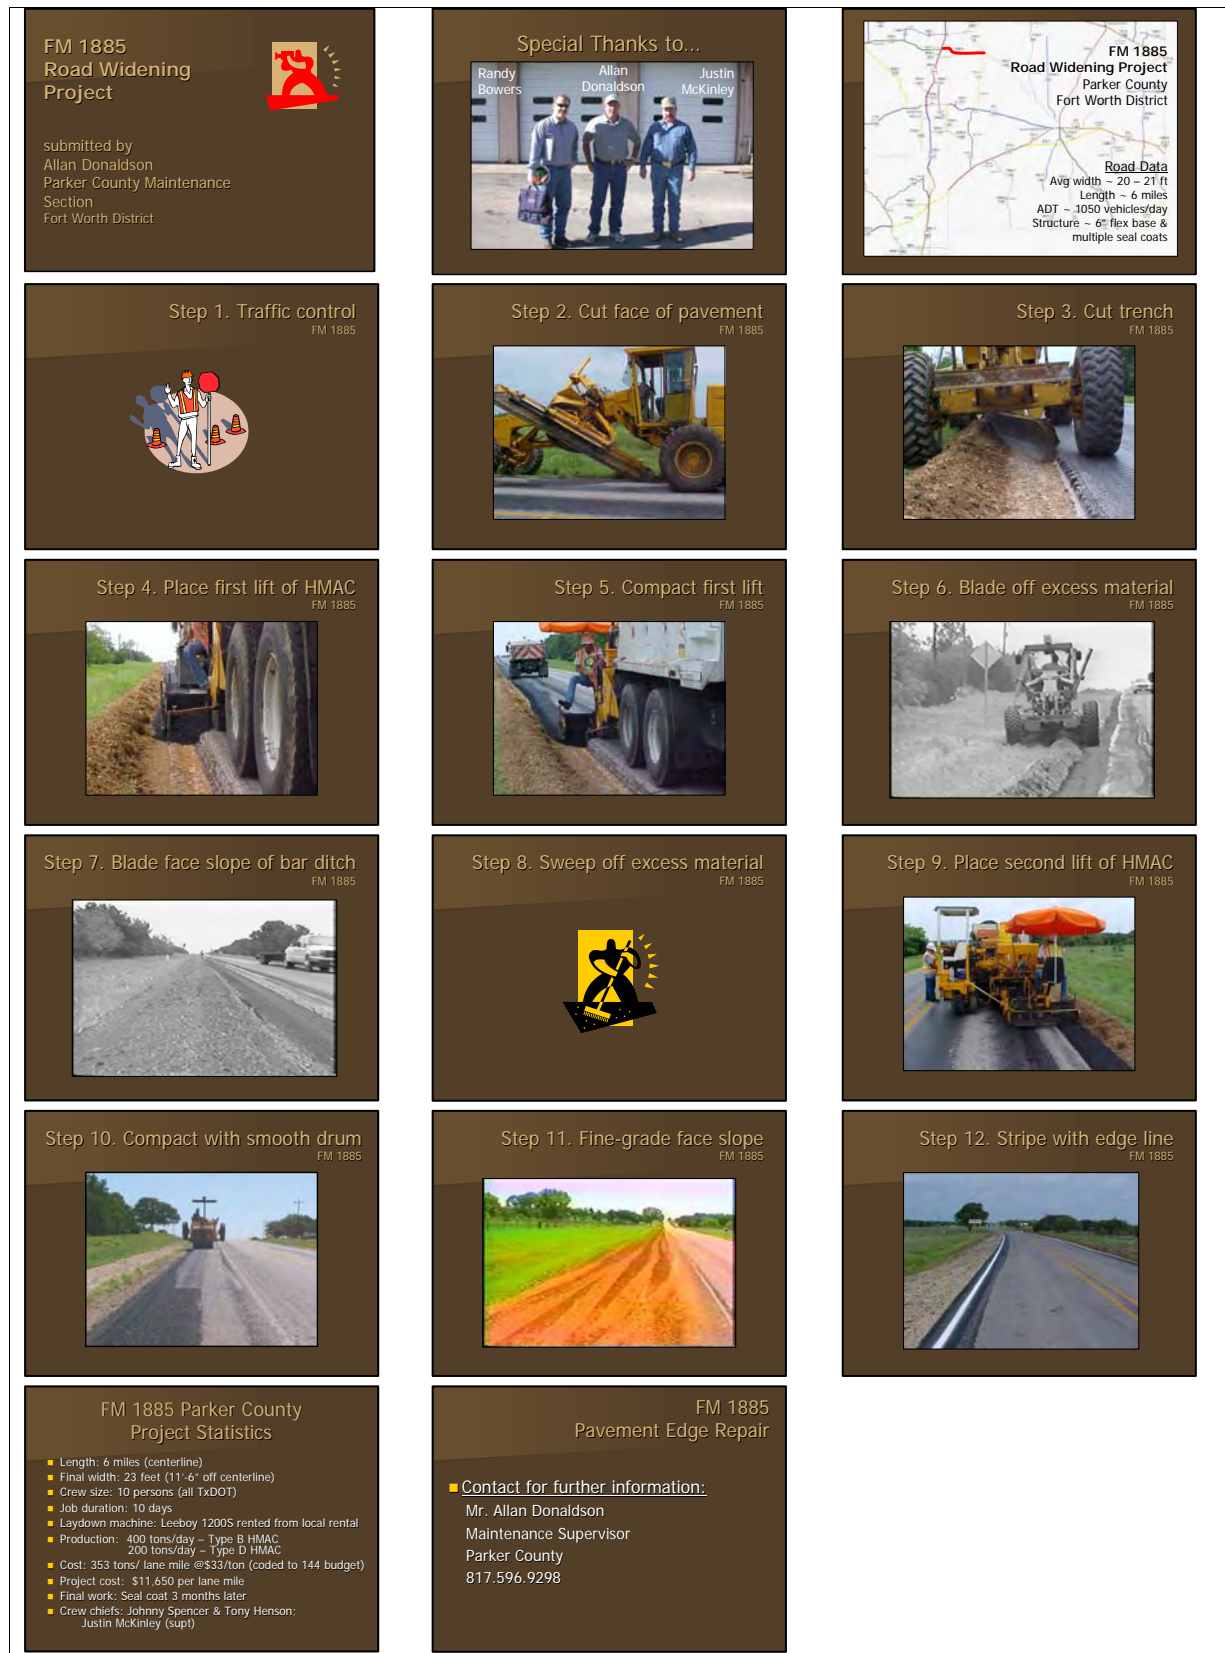 FM 1885
Road Widening
Project
submitted by
Allan Donaldson
Parker County Maintenance
Section
Fort Worth District
Special Thanks to...
Randy
Bowers
Allan
Donaldson
Justin
McKinley
FM 1885
Road Widening Project
Parker County
Fort Worth District
Road Data
Avg width ~ 20 – 21 ft
Length ~ 6 miles
ADT ~ 1050 vehicles/day
Structure ~ 6" flex base &
multiple seal coats
Step 1. Traffic control
FM 1885
Step 2. Cut face of pavement
FM 1885
Step 3. Cut trench
FM 1885
Step 4. Place first lift of HMAC
FM 1885
Step 5. Compact first lift
FM 1885
Step 6. Blade off excess material
FM 1885
Step 7. Blade face slope of bar ditch
FM 1885
Step 8. Sweep off excess material
FM 1885
Step 9. Place second lift of HMAC
FM 1885
Step 10. Compact with smooth drum
FM 1885
Step 11. Fine-grade face slope
FM 1885
Step 12. Stripe with edge line
FM 1885
FM 1885 Parker County
Project Statistics
Length: 6 miles (centerline)
Final width: 23 feet (11'-6" off centerline)
Crew size: 10 persons (all TxDOT)
Job duration: 10 days
Laydown machine: Leeboy 1200S rented from local rental
Production: 400 tons/day – Type B HMAC
200 tons/day – Type D HMAC
Cost: 353 tons/ lane mile @$33/ton (coded to 144 budget)
Project cost: $11,650 per lane mile
Final work: Seal coat 3 months later
Crew chiefs: Johnny Spencer & Tony Henson;
Justin McKinley (supt)
FM 1885
Pavement Edge Repair
Contact for further information:
Mr. Allan Donaldson
Maintenance Supervisor
Parker County
817.596.9298